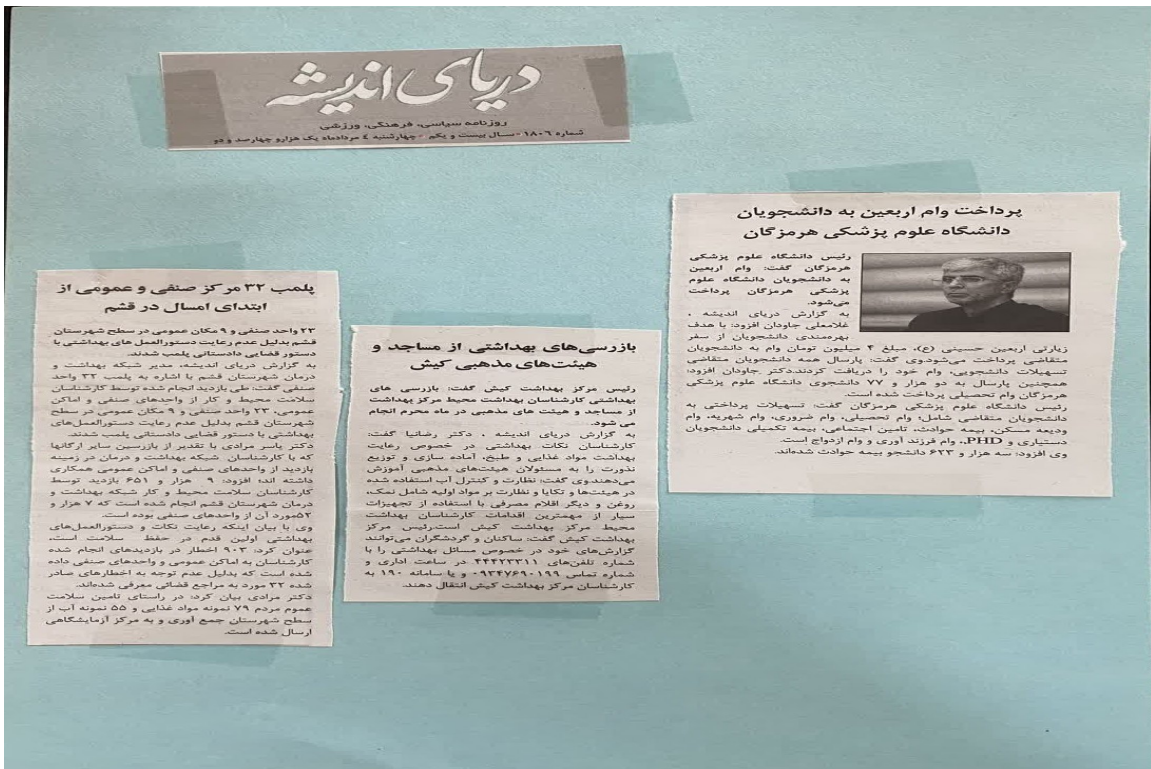 دریای اندیشه
روزنامه سیاسی، فرهنگی، ورزشی
شماره ۱۸۰۶ - سال بیست و یکم - چهارشنبه ٤ مردادماه یک هزارو چهارصد و دو
پرداخت وام اربعین به دانشجویان
دانشگاه علوم پزشکی هرمزگان
رئیس دانشگاه علوم پزشکی
هرمزگان گفت: وام اربعین
به دانشجویان دانشگاه علوم
پزشکی هرمزگان پرداخت
می‌شود.
به گزارش دریای اندیشه ،
غلامعلی جاودان افزود: با هدف
بهره‌مندی دانشجویان از سفر
زیارتی اربعین حسینی (ع)، مبلغ ۴ میلیون تومان وام به دانشجویان
متقاضی پرداخت می‌شود.وی گفت: پارسال همه دانشجویان متقاضی
تسهیلات دانشجویی، وام خود را دریافت کردند.دکتر جاودان افزود:
همچنین پارسال به دو هزار و ۷۷ دانشجوی دانشگاه علوم پزشکی
هرمزگان وام تحصیلی پرداخت شده است.
رئیس دانشگاه علوم پزشکی هرمزگان گفت: تسهیلات پرداختی به
دانشجویان متقاضی شامل؛ وام تحصیلی، وام ضروری، وام شهریه، وام
ودیعه مسکن، بیمه حوادث، تامین اجتماعی، بیمه تکمیلی دانشجویان
دستیاری و PHD، وام فرزند آوری و وام ازدواج است.
وی افزود: سه هزار و ۶۲۳ دانشجو بیمه حوادث شده‌اند.
بازرسی‌های بهداشتی از مساجد و
هیئت‌های مذهبی کیش
رئیس مرکز بهداشت کیش گفت: بازرسی های
بهداشتی کارشناسان بهداشت محیط مرکز بهداشت
از مساجد و هیئت های مذهبی در ماه محرم انجام
می شود.
به گزارش دریای اندیشه ، دکتر رضانیا گفت:
کارشناسان نکات بهداشتی در خصوص رعایت
بهداشت مواد غذایی و طبخ، آماده سازی و توزیع
نذورت را به مسئولان هیئت‌های مذهبی آموزش
می‌دهند.وی گفت: نظارت و کنترل آب استفاده شده
در هیئت‌ها و تکایا و نظارت بر مواد اولیه شامل نمک،
روغن و دیگر اقلام مصرفی با استفاده از تجهیزات
سیار از مهمترین اقدامات کارشناسان بهداشت
محیط مرکز بهداشت کیش است.رئیس مرکز
بهداشت کیش گفت: ساکنان و گردشگران می‌توانند
گزارش‌های خود در خصوص مسائل بهداشتی را با
شماره تلفن‌های ۴۴۴۲۳۳۱۱ در ساعت اداری و
شماره تماس ۰۹۳۴۷۶۹۰۱۹۹ و یا سامانه ۱۹۰ به
کارشناسان مرکز بهداشت کیش انتقال دهند.
پلمب ۳۲ مرکز صنفی و عمومی از
ابتدای امسال در قشم
۲۳ واحد صنفی و ۹ مکان عمومی در سطح شهرستان
قشم بدلیل عدم رعایت دستورالعمل های بهداشتی با
دستور قضایی دادستانی پلمب شدند.
به گزارش دریای اندیشه، مدیر شبکه بهداشت و
درمان شهرستان قشم با اشاره به پلمب ۳۲ واحد
صنفی گفت: طی بازدید انجام شده توسط کارشناسان
سلامت محیط و کار از واحدهای صنفی و اماکن
عمومی، ۲۳ واحد صنفی و ۹ مکان عمومی در سطح
شهرستان قشم بدلیل عدم رعایت دستورالعمل‌های
بهداشتی با دستور قضایی دادستانی پلمب شدند.
دکتر یاسر مرادی با تقدیر از بازرسین سایر ارگانها
که با کارشناسان شبکه بهداشت و درمان در زمینه
بازدید از واحدهای صنفی و اماکن عمومی همکاری
داشته اند؛ افزود: ۹ هزار و ۶۵۱ بازدید توسط
کارشناسان سلامت محیط و کار شبکه بهداشت و
درمان شهرستان قشم انجام شده است که ۷ هزار و
۵۲مورد آن از واحدهای صنفی بوده است.
وی با بیان اینکه رعایت نکات و دستورالعمل‌های
بهداشتی اولین قدم در حفظ سلامت است،
عنوان کرد: ۹۰۳ اخطار در بازدیدهای انجام شده
کارشناسان به اماکن عمومی و واحدهای صنفی داده
شده است که بدلیل عدم توجه به اخطارهای صادر
شده ۳۲ مورد به مراجع قضائی معرفی شده‌اند.
دکتر مرادی بیان کرد: در راستای تامین سلامت
عموم مردم ۷۹ نمونه مواد غذایی و ۵۵ نمونه آب از
سطح شهرستان جمع آوری و به مرکز آزمایشگاهی
ارسال شده است.